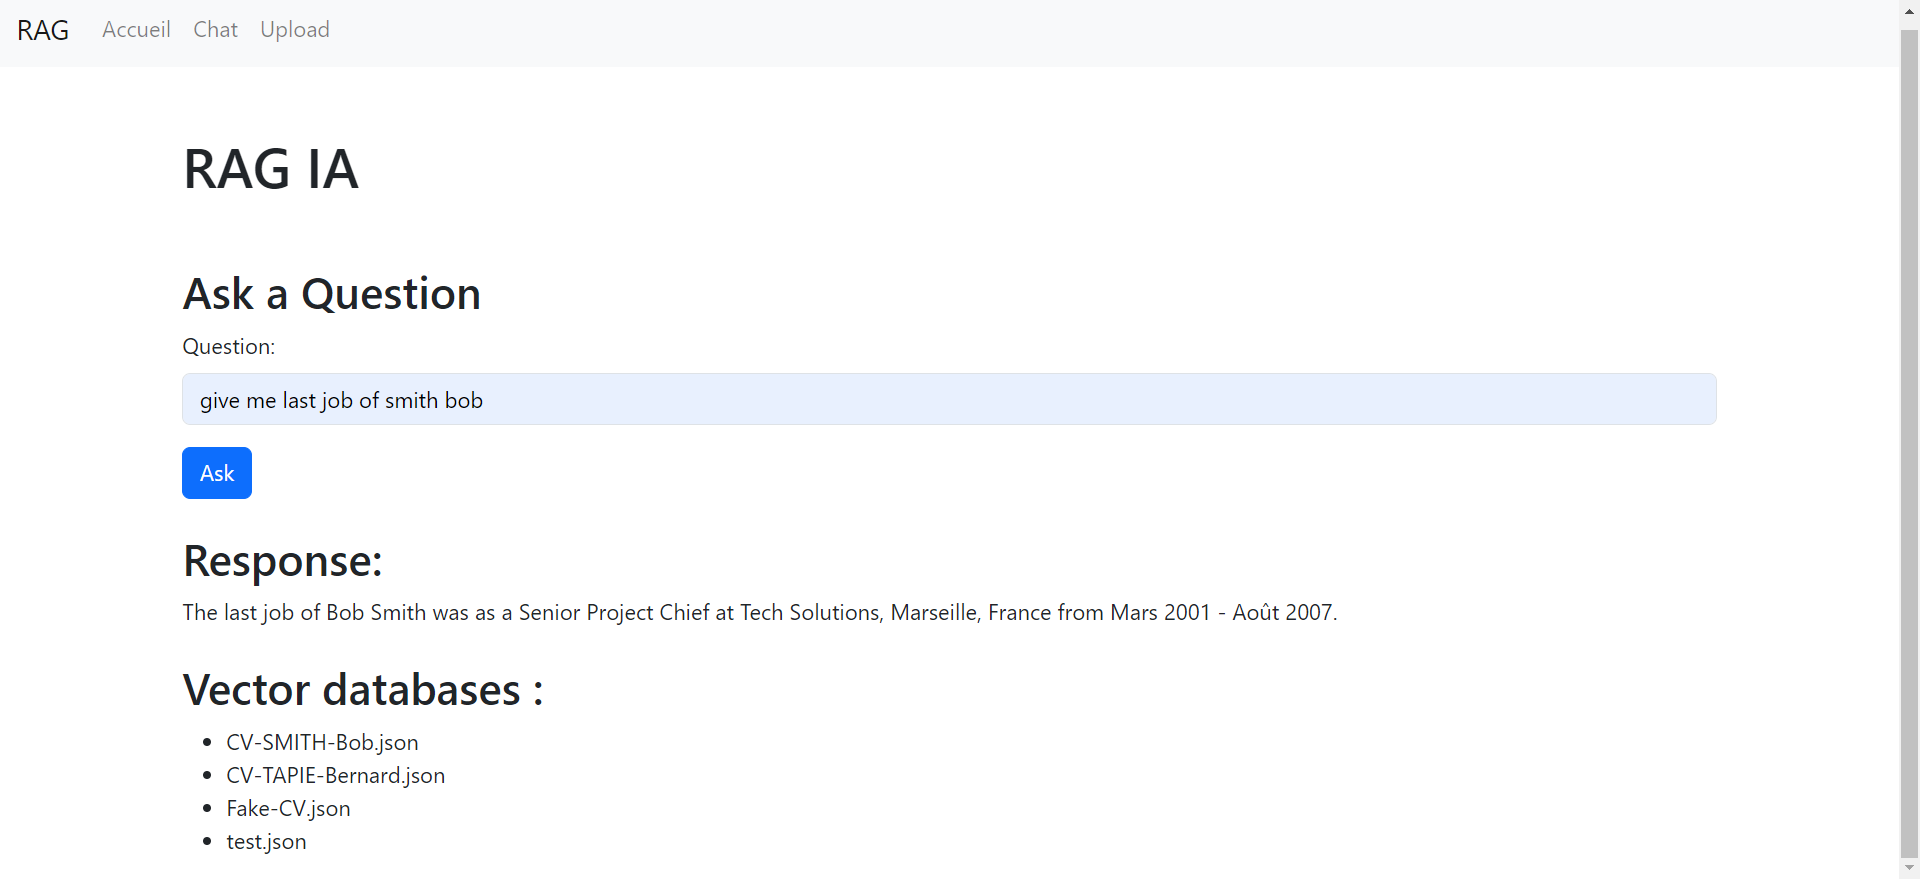 RAG Accueil Chat Upload
RAG IA
Ask a Question
Question:
give me last job of smith bob
Ask
Response:
The last job of Bob Smith was as a Senior Project Chief at Tech Solutions, Marseille, France from Mars 2001 - Août 2007.
Vector databases :
CV-SMITH-Bob.json
CV-TAPIE-Bernard.json
Fake-CV.json
test.json